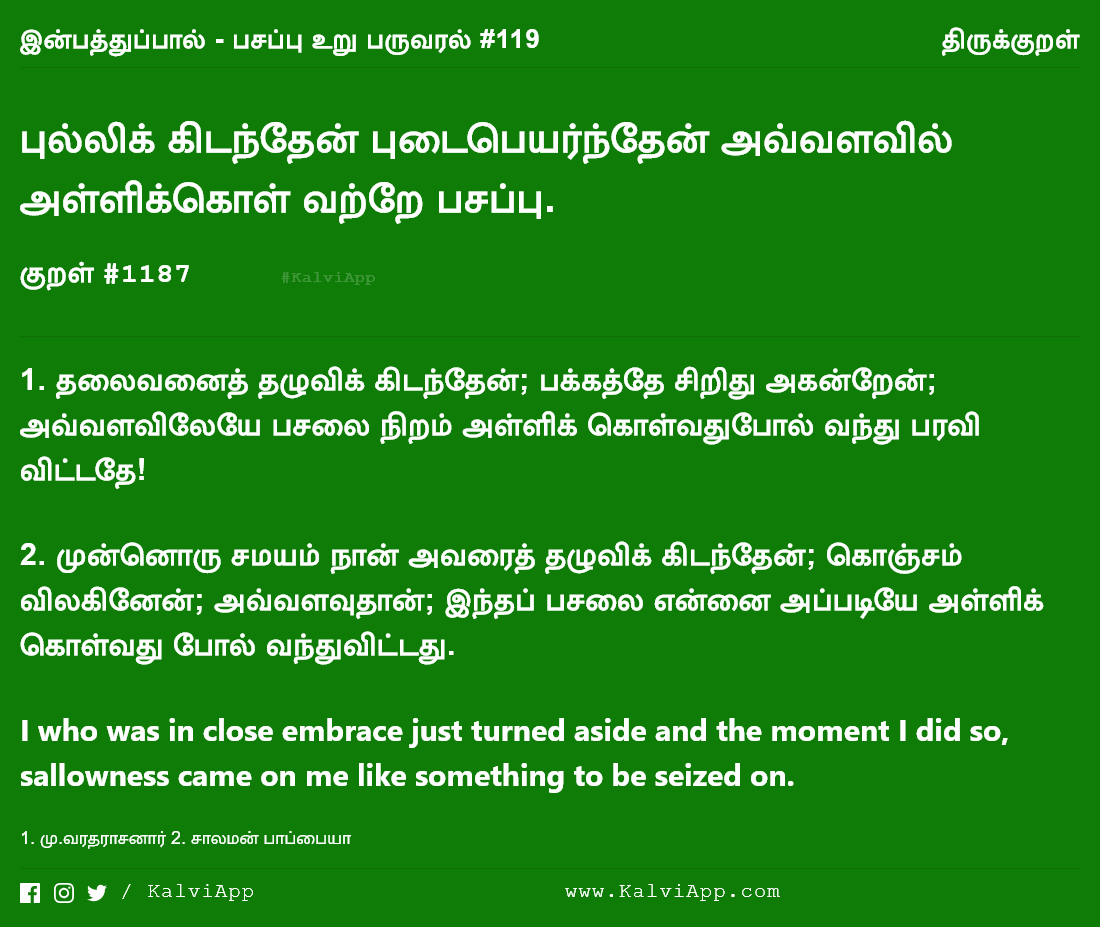 இன்பத்துப்பால் - பசப்பு உறு பருவரல் #119
திருக்குறள்
புல்லிக் கிடந்தேன் புடைபெயர்ந்தேன் அவ்வளவில்
அள்ளிக்கொள் வற்றே பசப்பு.
குறள் #1187
#KalviApp
1. தலைவனைத் தழுவிக் கிடந்தேன்; பக்கத்தே சிறிது அகன்றேன்;
அவ்வளவிலேயே பசலை நிறம் அள்ளிக் கொள்வதுபோல் வந்து பரவி
விட்டதே!
2. முன்னொரு சமயம் நான் அவரைத் தழுவிக் கிடந்தேன்; கொஞ்சம்
விலகினேன்; அவ்வளவுதான்; இந்தப் பசலை என்னை அப்படியே அள்ளிக்
கொள்வது போல் வந்துவிட்டது.
I who was in close embrace just turned aside and the moment I did so,
sallowness came on me like something to be seized on.
1. மு.வரதராசனார் 2. சாலமன் பாப்பையா
/ KalviApp
www.KalviApp.com